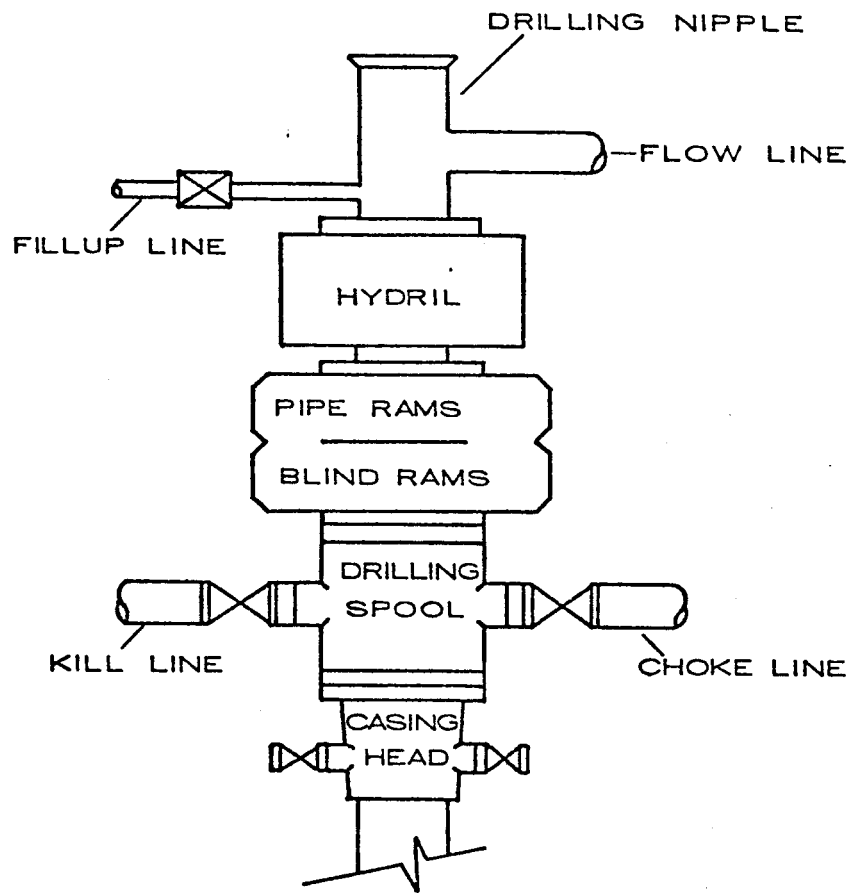 DRILLING NIPPLE
FLOW LINE
FILLUP LINE
HYDRIL
PIPE RAMS
BLIND RAMS
DRILLING
SPOOL
KILL LINE
CHOKE LINE
CASING
HEAD